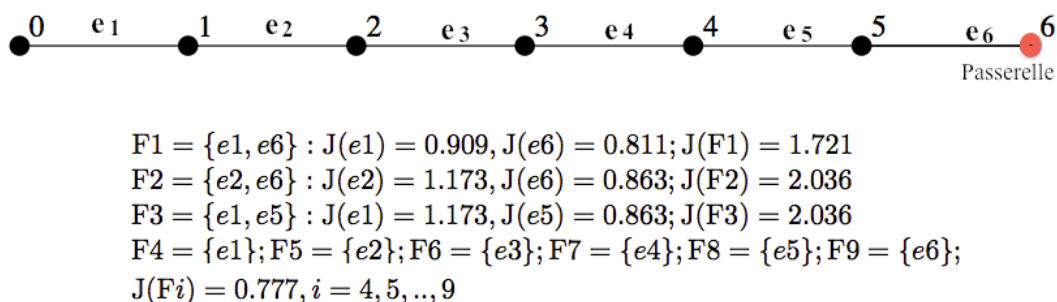 0 e1 1 e2 2 e3 3 e4 4 e5 5 e6 6
Passerelle
F1 = {e1, e6} : J(e1) = 0.909, J(e6) = 0.811; J(F1) = 1.721
F2 = {e2, e6} : J(e2) = 1.173, J(e6) = 0.863; J(F2) = 2.036
F3 = {e1, e5} : J(e1) = 1.173, J(e5) = 0.863; J(F3) = 2.036
F4 = {e1}; F5 = {e2}; F6 = {e3}; F7 = {e4}; F8 = {e5}; F9 = {e6};
J(Fi) = 0.777, i = 4, 5, .., 9